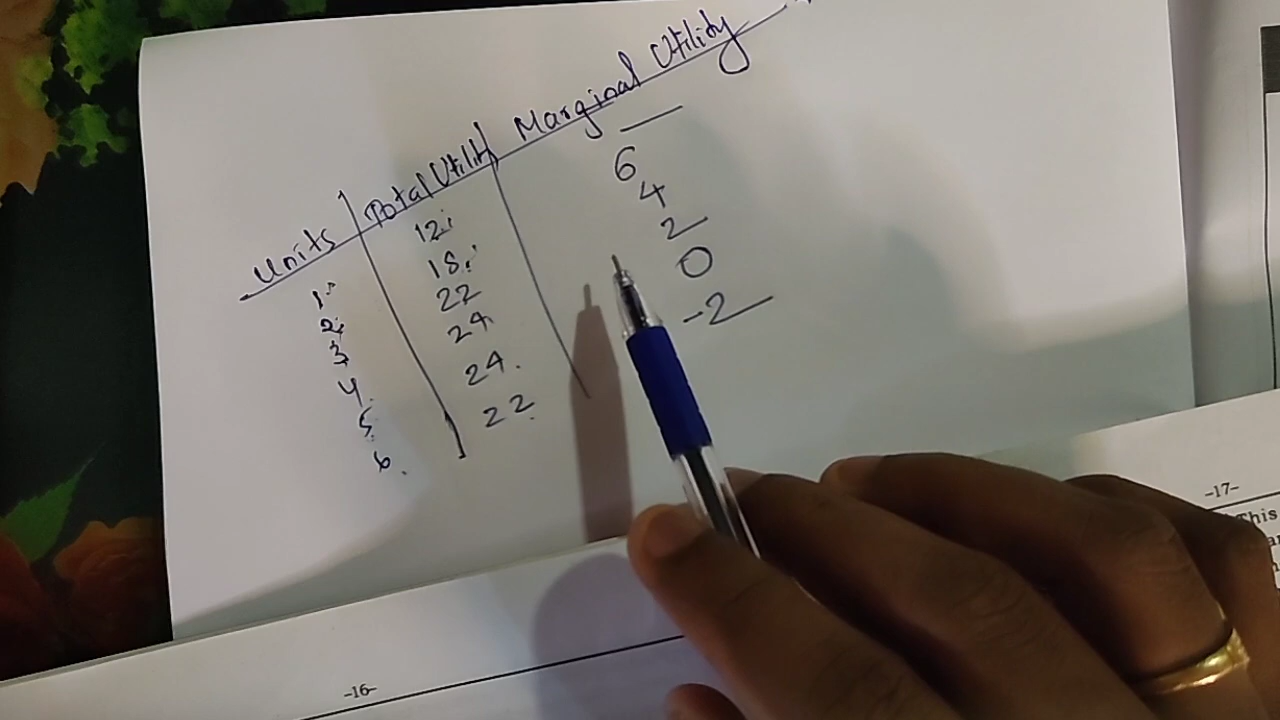 Units Total Utility Marginal Utility
1 12 —
2 18 6
3 22 4
4 24 2
5 24 0
6 22 -2
-16-
-17-
This